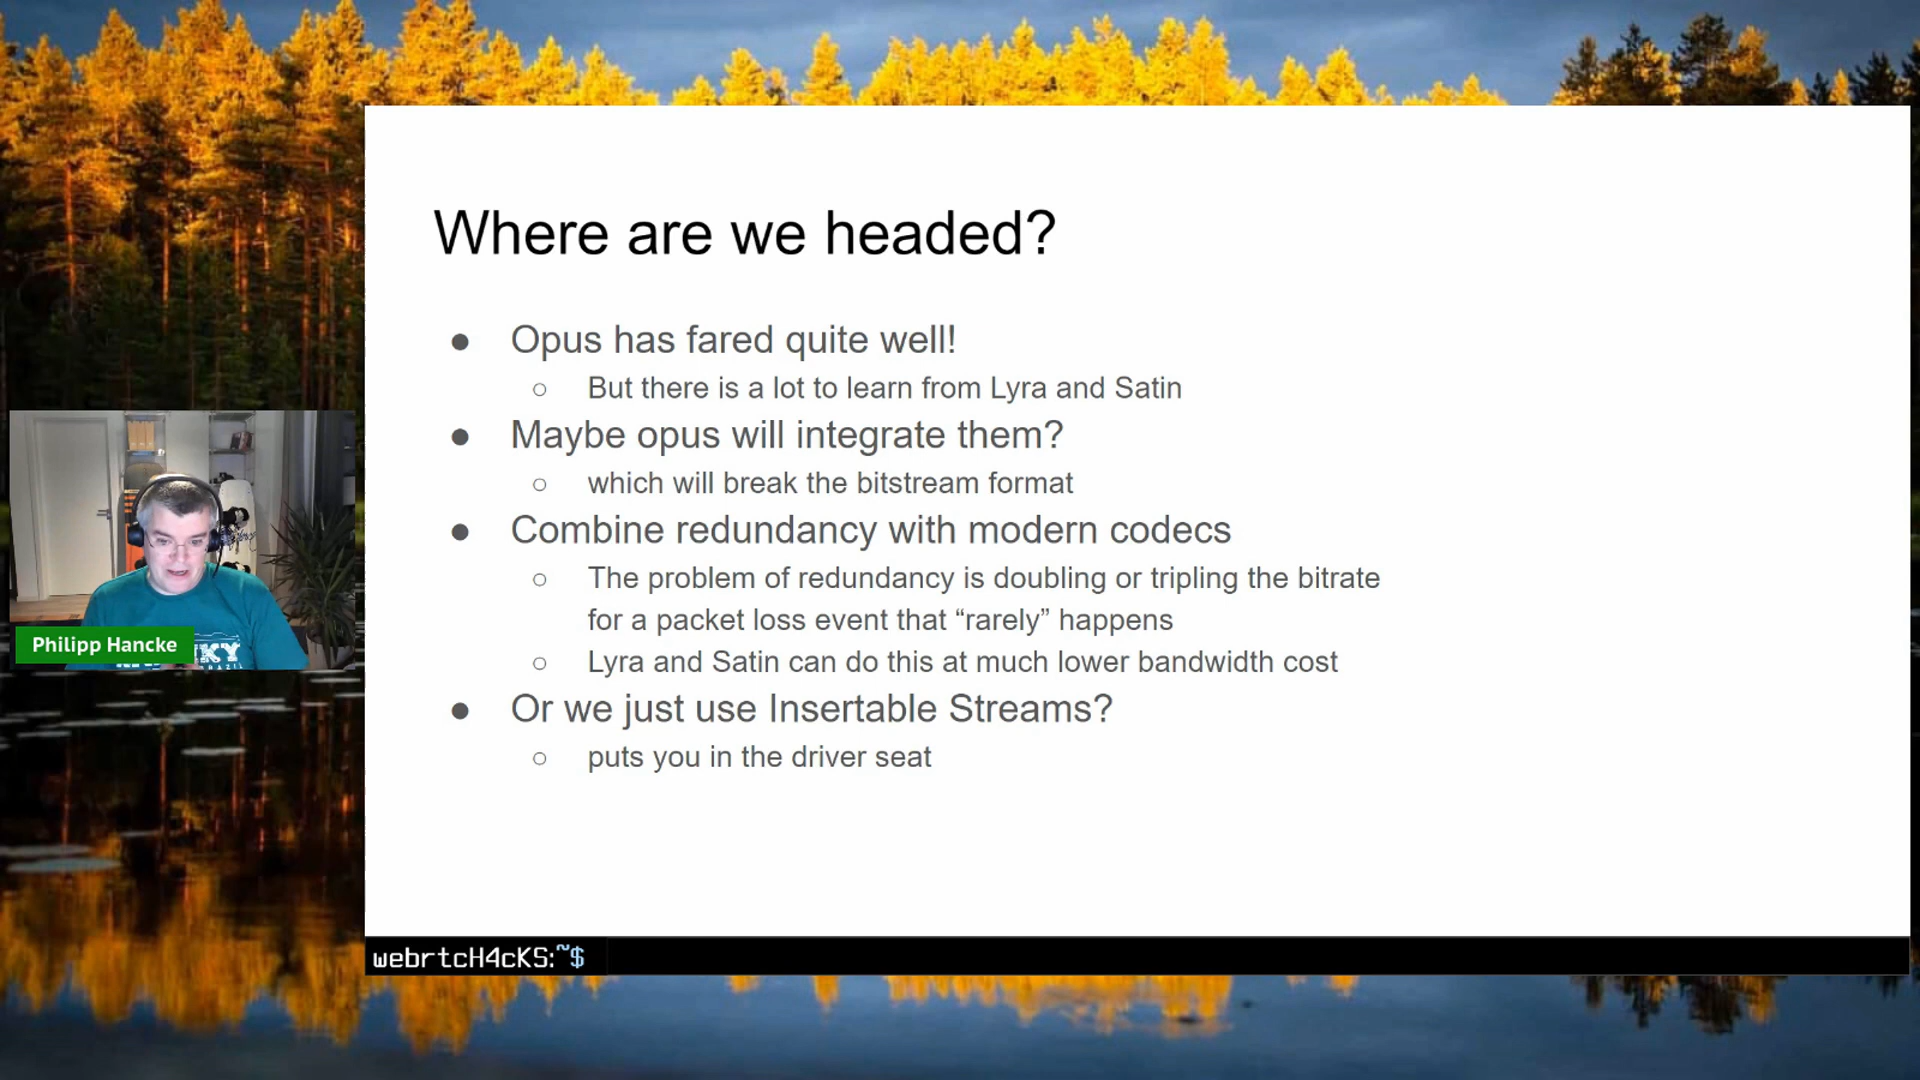 Where are we headed?
● Opus has fared quite well!
○ But there is a lot to learn from Lyra and Satin
● Maybe opus will integrate them?
○ which will break the bitstream format
● Combine redundancy with modern codecs
○ The problem of redundancy is doubling or tripling the bitrate
for a packet loss event that “rarely” happens
○ Lyra and Satin can do this at much lower bandwidth cost
● Or we just use Insertable Streams?
○ puts you in the driver seat
Philipp Hancke
webrtcH4cKS:~$